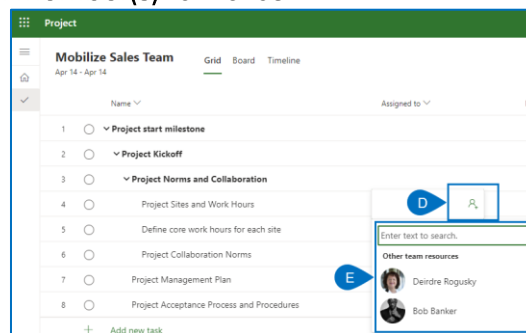 Project
Mobilize Sales Team
Grid Board Timeline
Apr 14 - Apr 14
Name
Assigned to
1 Project start milestone
2 Project Kickoff
3 Project Norms and Collaboration
4 Project Sites and Work Hours
D
5 Define core work hours for each site
Enter text to search.
6 Project Collaboration Norms
Other team resources
E
7 Project Management Plan
Deirdre Rogusky
8 Project Acceptance Process and Procedures
Bob Banker
+ Add new task